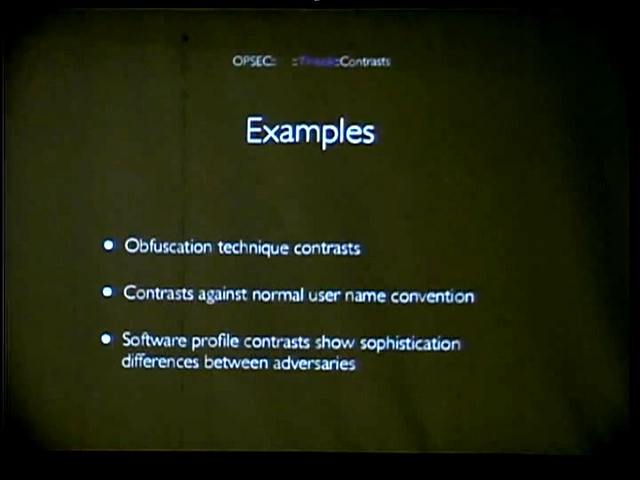 OPSEC:: ::Threat::Contrasts
Examples
Obfuscation technique contrasts
Contrasts against normal user name convention
Software profile contrasts show sophistication
differences between adversaries